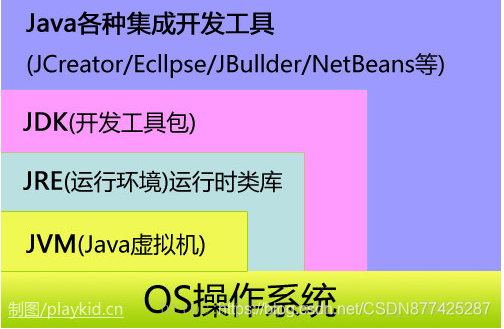 Java各种集成开发工具
(JCreator/Ecllpse/JBullder/NetBeans等)
JDK(开发工具包)
JRE(运行环境)运行时类库
JVM(Java虚拟机)
OS操作系统
制图/playkid.cn
https://blog.csdn.net/CSDN877425287